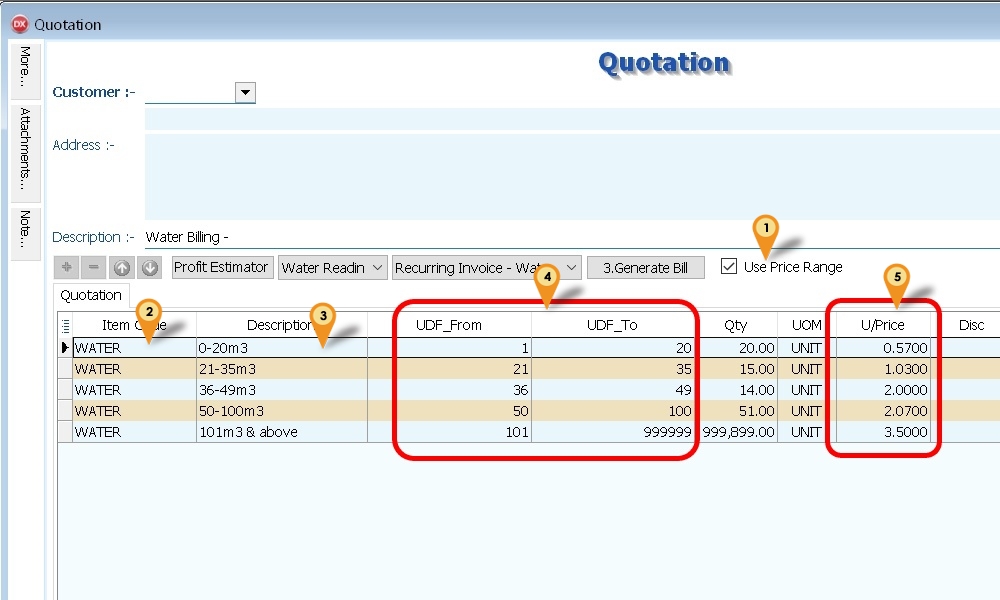 DX Quotation
More...
Attachments...
Note...
Quotation
Customer :-
Address :-
Description :- Water Billing -
1
Profit Estimator Water Readin Recurring Invoice - Wat 3.Generate Bill Use Price Range
4 5
Quotation
2 3
Item Code Description UDF_From UDF_To Qty UOM U/Price Disc
WATER 0-20m3 1 20 20.00 UNIT 0.5700
WATER 21-35m3 21 35 15.00 UNIT 1.0300
WATER 36-49m3 36 49 14.00 UNIT 2.0000
WATER 50-100m3 50 100 51.00 UNIT 2.0700
WATER 101m3 & above 101 999999 999,899.00 UNIT 3.5000